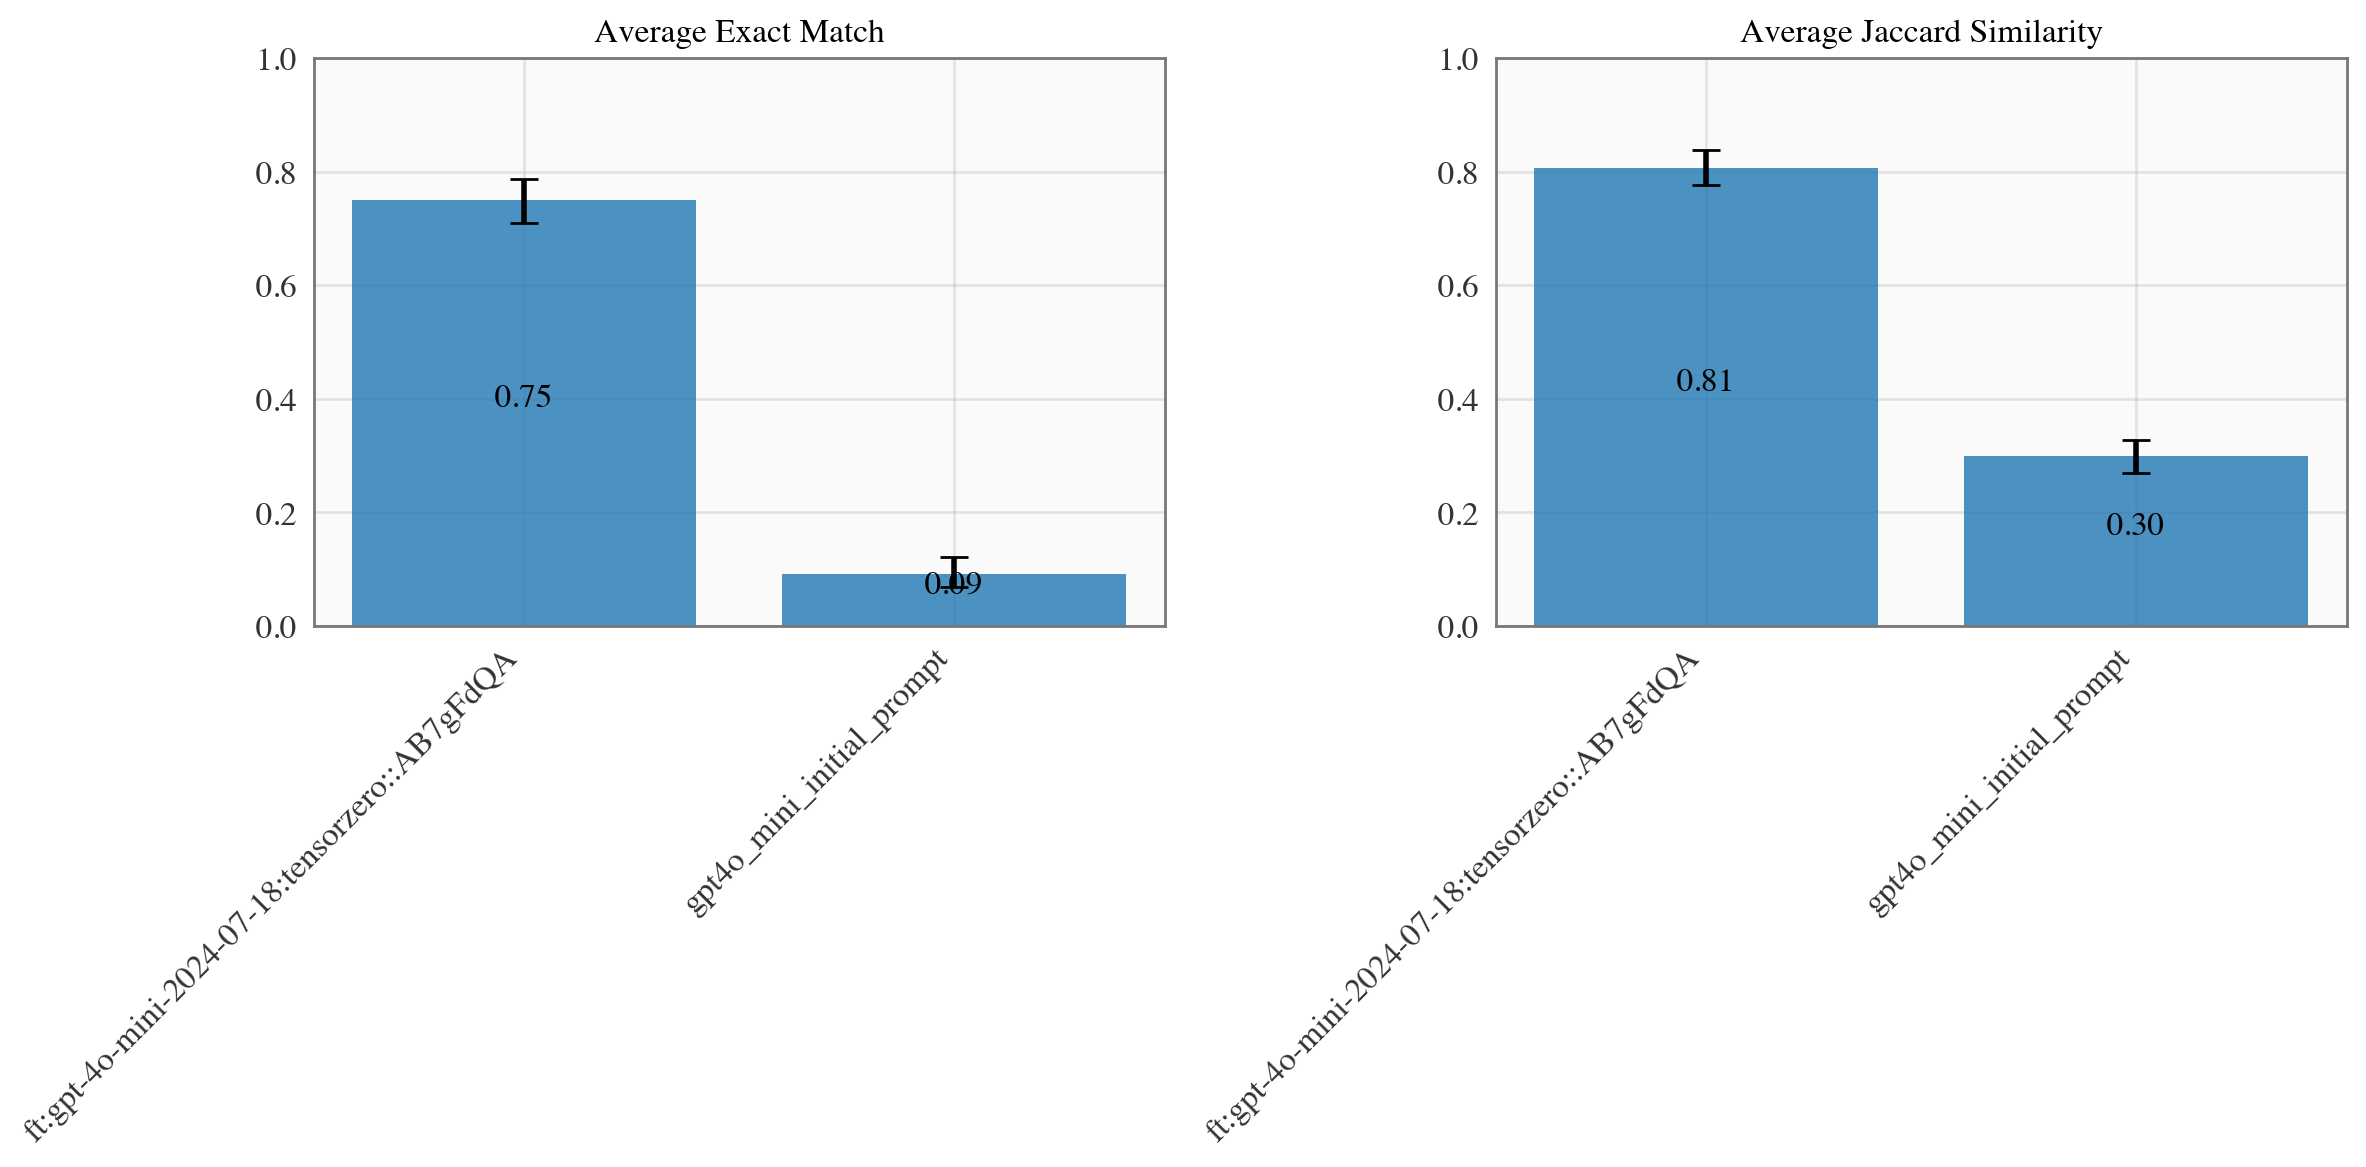 Average Exact Match
1.0
0.8
0.6
0.4
0.2
0.0
0.75
0.09
ft:gpt-4o-mini-2024-07-18:tensorzero::AB7gFdQA
gpt4o_mini_initial_prompt
Average Jaccard Similarity
1.0
0.8
0.6
0.4
0.2
0.0
0.81
0.30
ft:gpt-4o-mini-2024-07-18:tensorzero::AB7gFdQA
gpt4o_mini_initial_prompt